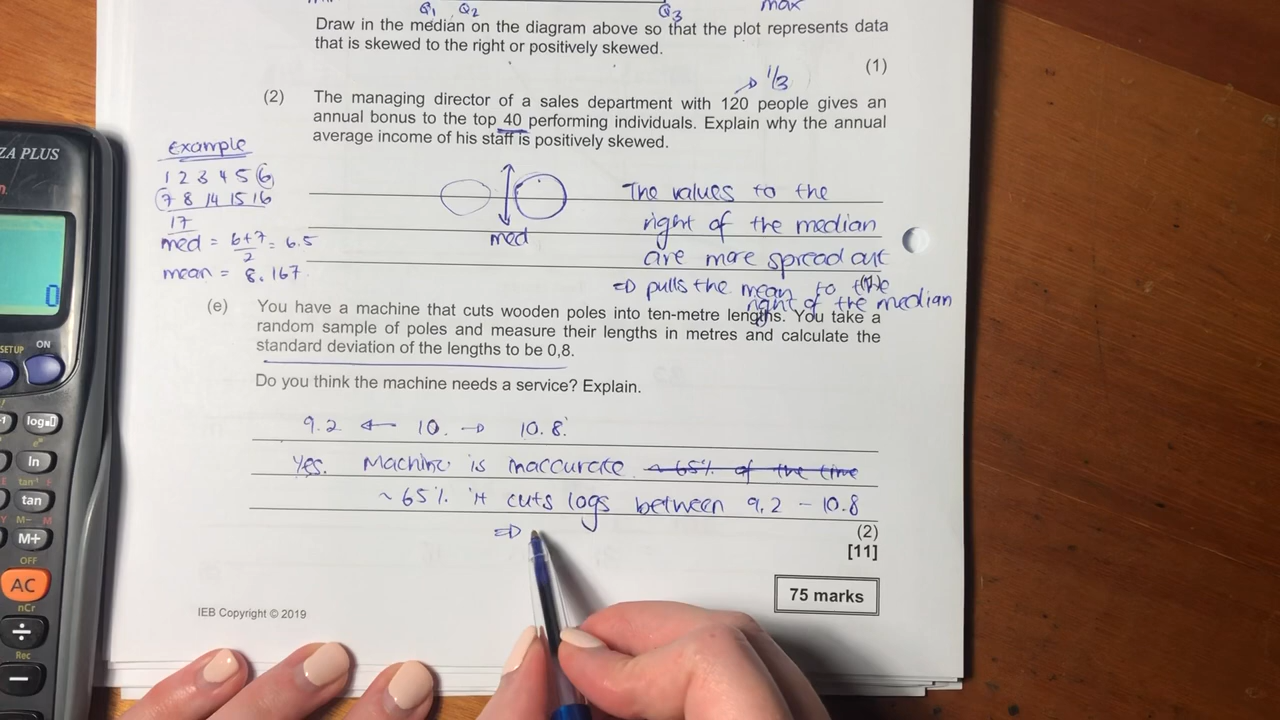 Q1 Q2 Q3 max
Draw in the median on the diagram above so that the plot represents data
that is skewed to the right or positively skewed.
(1)
→ 1/3
(2) The managing director of a sales department with 120 people gives an
annual bonus to the top 40 performing individuals. Explain why the annual
average income of his staff is positively skewed.
example
1 2 3 4 5 6
7 8 14 15 16
17
med = 6+7/2 = 6.5
mean = 8.167
med
The values to the
right of the median
are more spread out
⇒ pulls the mean to the
right of the median
(e) You have a machine that cuts wooden poles into ten-metre lengths. You take a
random sample of poles and measure their lengths in metres and calculate the
standard deviation of the lengths to be 0,8.
Do you think the machine needs a service? Explain.
9.2 ← 10. → 10.8.
Yes. Machine is inaccurate ~ 65% of the time
~ 65% it cuts logs between 9.2 – 10.8
⇒
(2)
[11]
75 marks
IEB Copyright © 2019
ZA PLUS
0
SETUP ON
log
ln
tan⁻¹ F
tan
M– M
M+
OFF
AC
nCr
÷
Rec
−